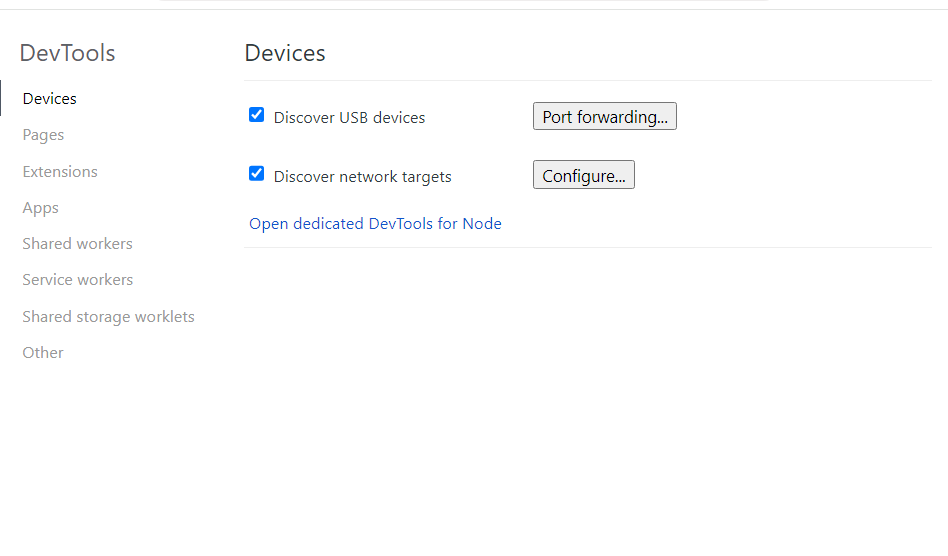 DevTools
Devices
Pages
Extensions
Apps
Shared workers
Service workers
Shared storage worklets
Other
Devices
Discover USB devices
Port forwarding...
Discover network targets
Configure...
Open dedicated DevTools for Node